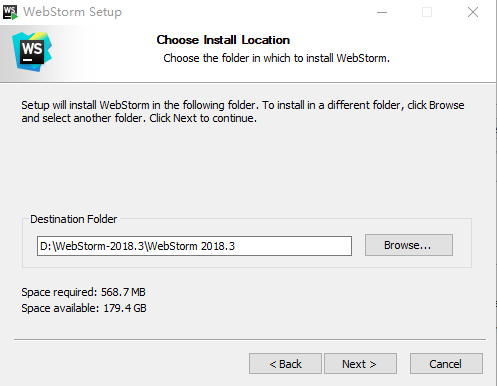 WebStorm Setup
WS
Choose Install Location
Choose the folder in which to install WebStorm.
Setup will install WebStorm in the following folder. To install in a different folder, click Browse
and select another folder. Click Next to continue.
Destination Folder
D:\WebStorm-2018.3\WebStorm 2018.3
Browse...
Space required: 568.7 MB
Space available: 179.4 GB
< Back
Next >
Cancel